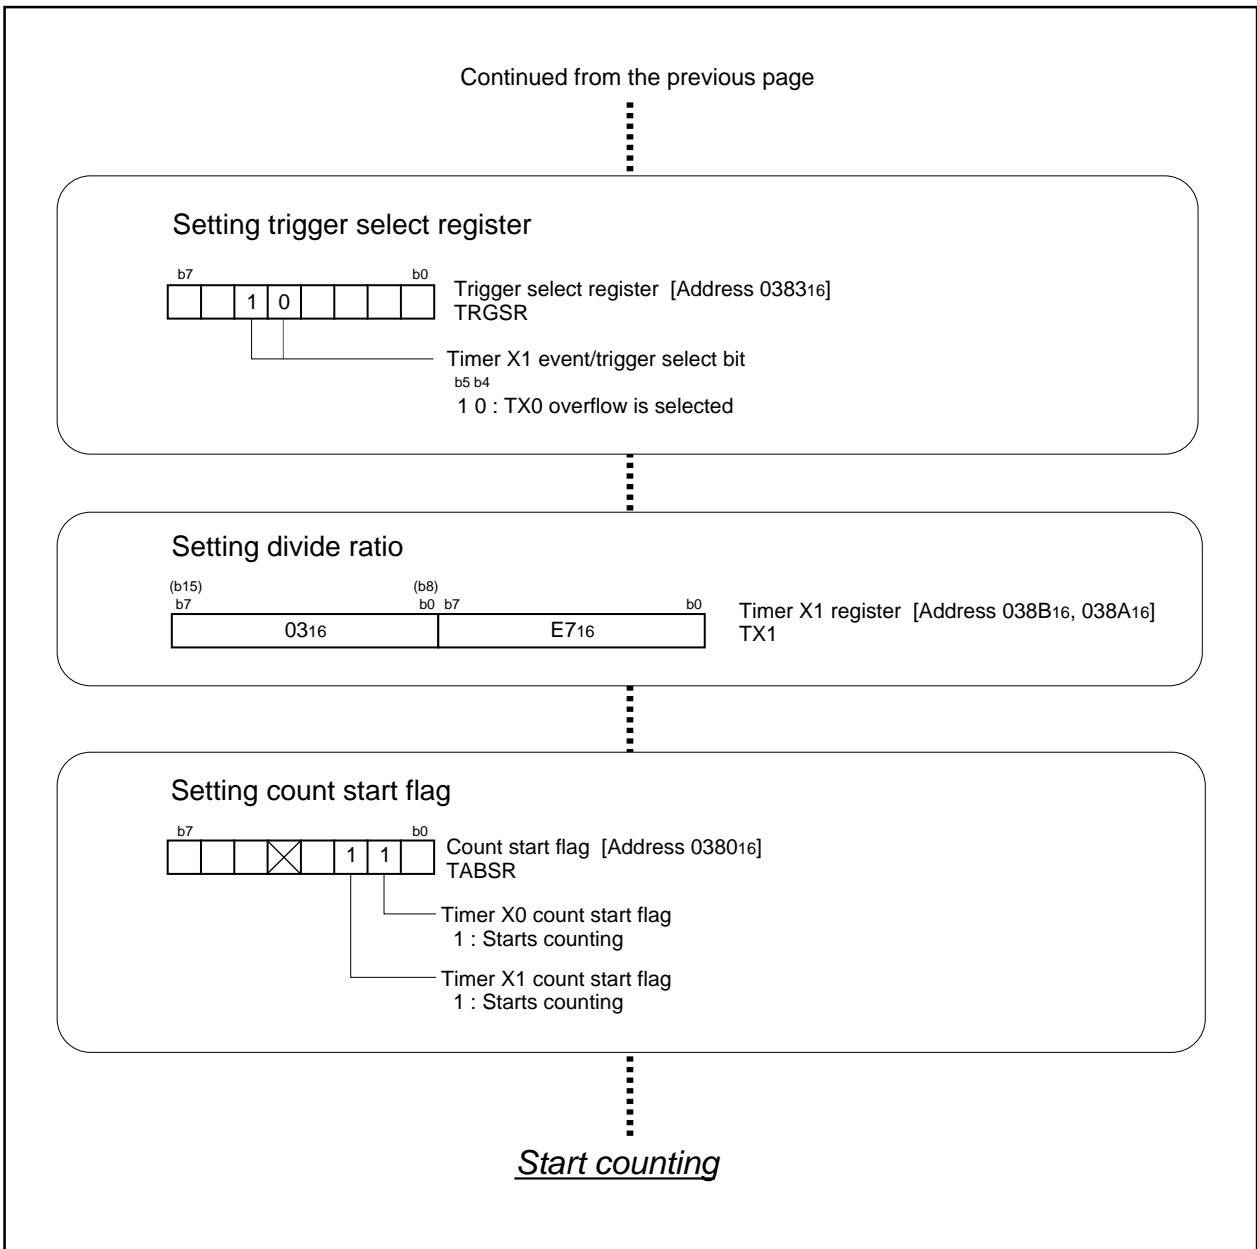 Continued from the previous page
Setting trigger select register
b7 b0
1 0
Trigger select register [Address 038316]
TRGSR
Timer X1 event/trigger select bit
b5 b4
1 0 : TX0 overflow is selected
Setting divide ratio
(b15) (b8)
b7 b0 b7 b0
0316 E716
Timer X1 register [Address 038B16, 038A16]
TX1
Setting count start flag
b7 b0
1 1
Count start flag [Address 038016]
TABSR
Timer X0 count start flag
1 : Starts counting
Timer X1 count start flag
1 : Starts counting
Start counting